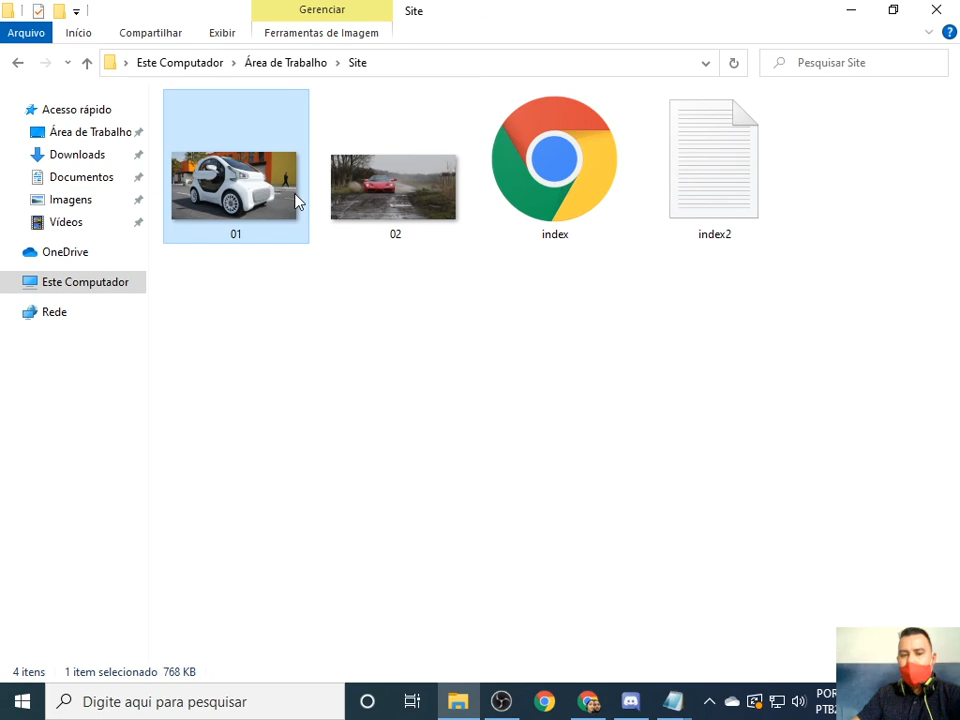 Gerenciar
Site
Arquivo
Início
Compartilhar
Exibir
Ferramentas de Imagem
Este Computador
Área de Trabalho
Site
Pesquisar Site
Acesso rápido
Área de Trabalho
Downloads
Documentos
Imagens
Vídeos
OneDrive
Este Computador
Rede
01
02
index
index2
4 itens
1 item selecionado 768 KB
Digite aqui para pesquisar
POR
PTB2